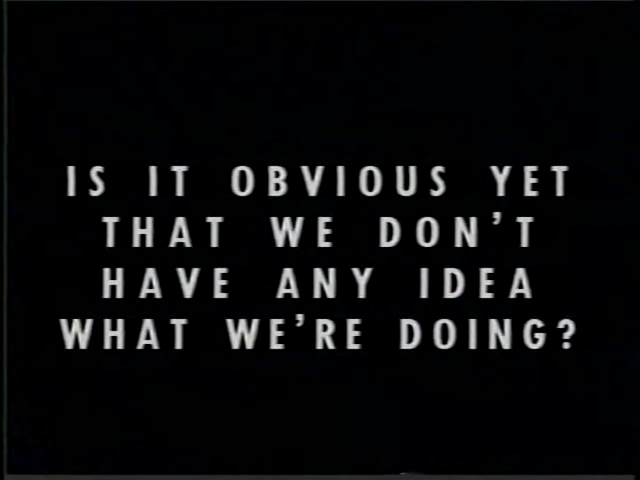 IS IT OBVIOUS YET
THAT WE DON'T
HAVE ANY IDEA
WHAT WE'RE DOING?